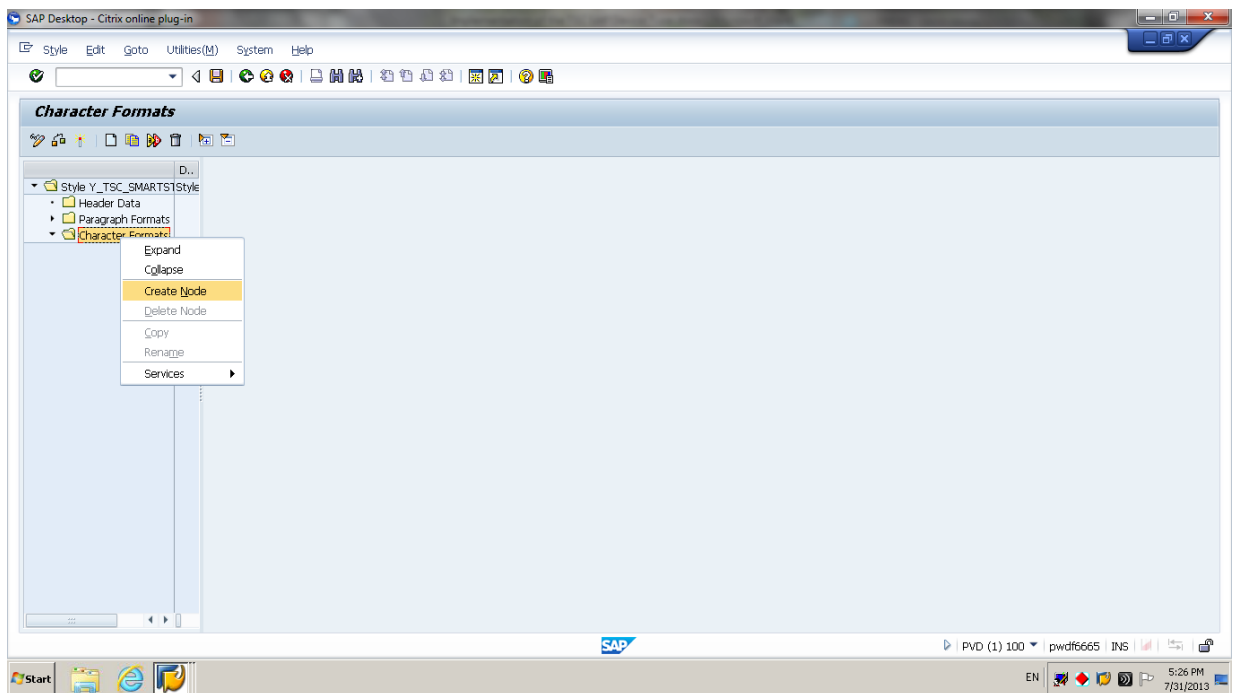 SAP Desktop - Citrix online plug-in
Style Edit Goto Utilities(M) System Help
Character Formats
D..
Style Y_TSC_SMARTST Style
Header Data
Paragraph Formats
Character Formats
Expand
Collapse
Create Node
Delete Node
Copy
Rename
Services
SAP
PVD (1) 100 pwdf6665 INS
Start
EN
5:26 PM
7/31/2013